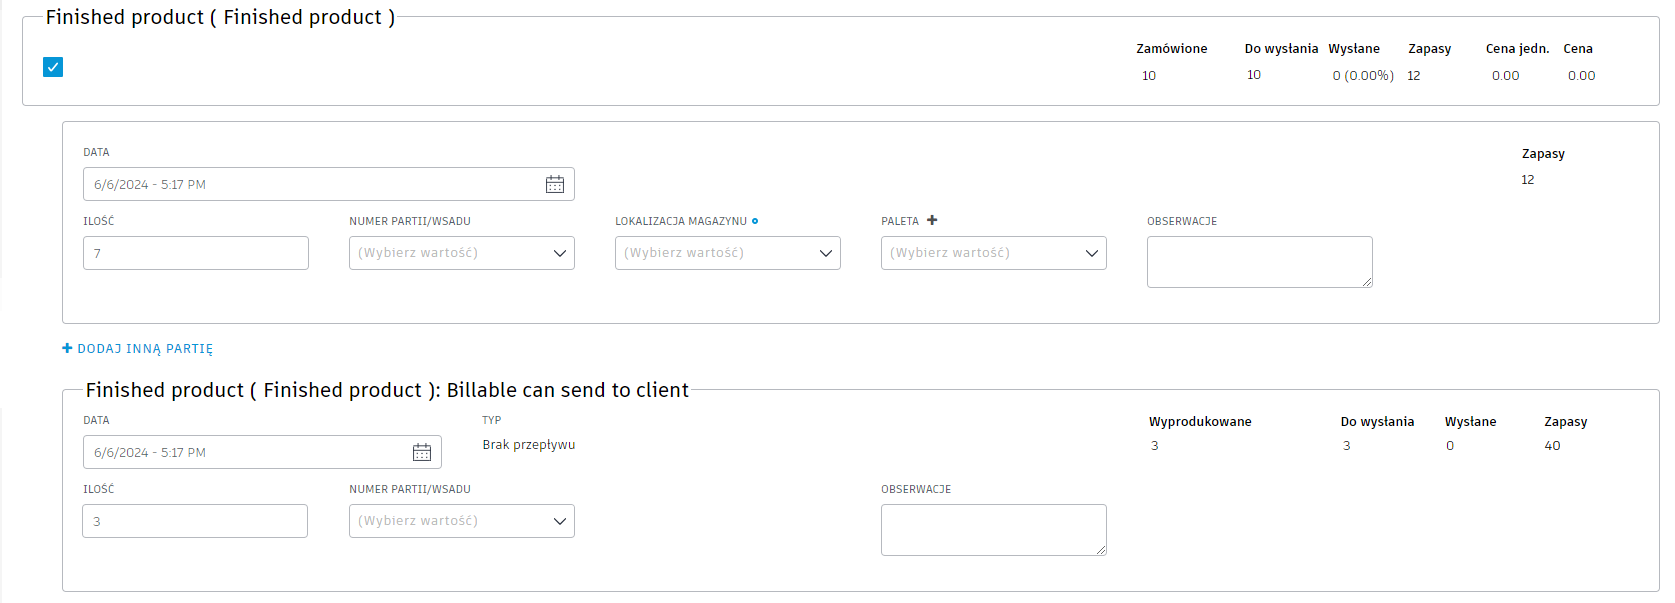 Finished product ( Finished product )
Zamówione Do wysłania Wysłane Zapasy Cena jedn. Cena
10 10 0 (0.00%) 12 0.00 0.00
DATA Zapasy
6/6/2024 - 5:17 PM 12
ILOŚĆ NUMER PARTII/WSADU LOKALIZACJA MAGAZYNU PALETA OBSERWACJE
7 (Wybierz wartość) (Wybierz wartość) (Wybierz wartość)
+ DODAJ INNĄ PARTIĘ
Finished product ( Finished product ): Billable can send to client
DATA TYP Wyprodukowane Do wysłania Wysłane Zapasy
6/6/2024 - 5:17 PM Brak przepływu 3 3 0 40
ILOŚĆ NUMER PARTII/WSADU OBSERWACJE
3 (Wybierz wartość)